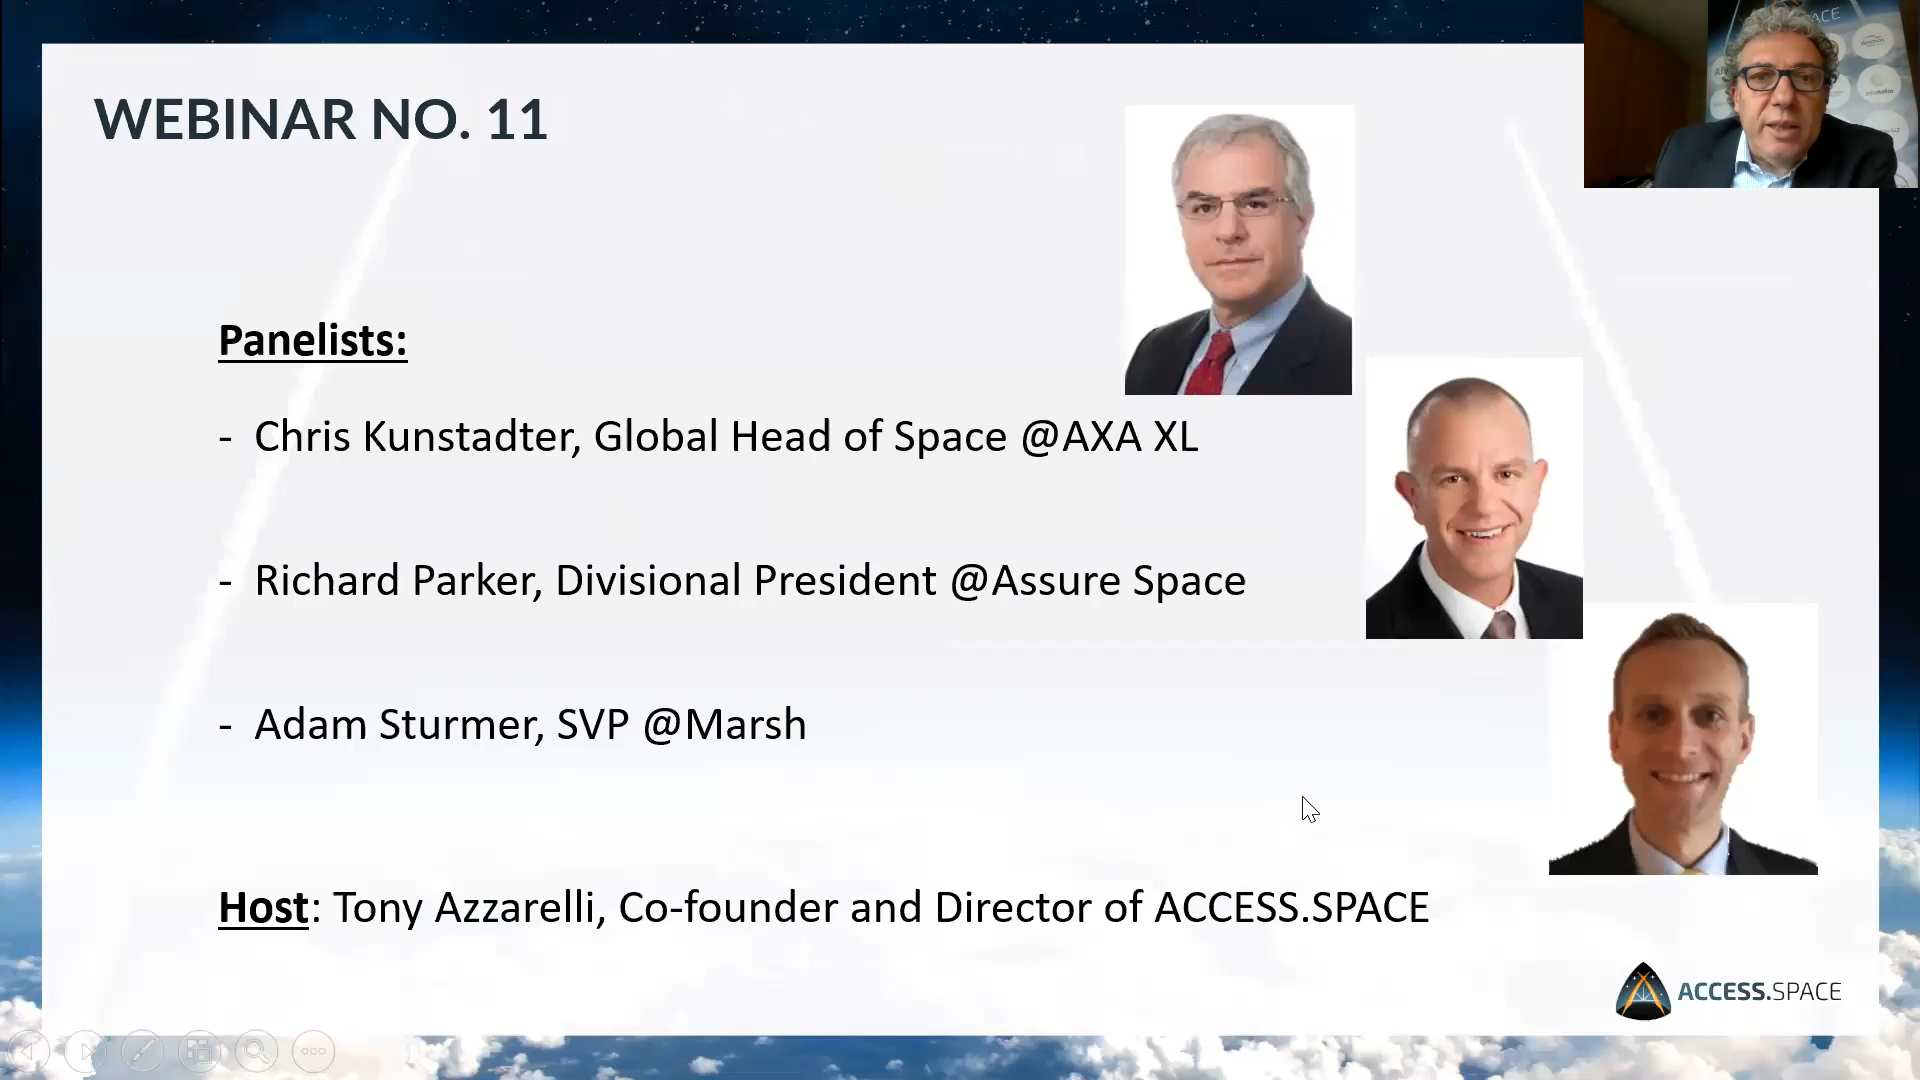 WEBINAR NO. 11
Panelists:
- Chris Kunstadter, Global Head of Space @AXA XL
- Richard Parker, Divisional President @Assure Space
- Adam Sturmer, SVP @Marsh
Host: Tony Azzarelli, Co-founder and Director of ACCESS.SPACE
ACCESS.SPACE